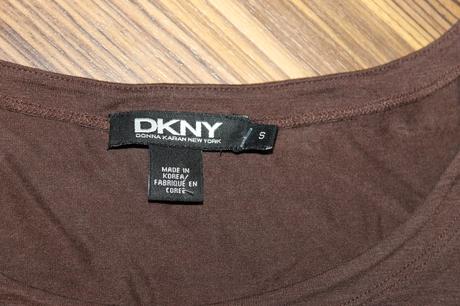 DKNY
DONNA KARAN NEW YORK
S
MADE IN
KOREA/
FABRIQUE EN
COREE